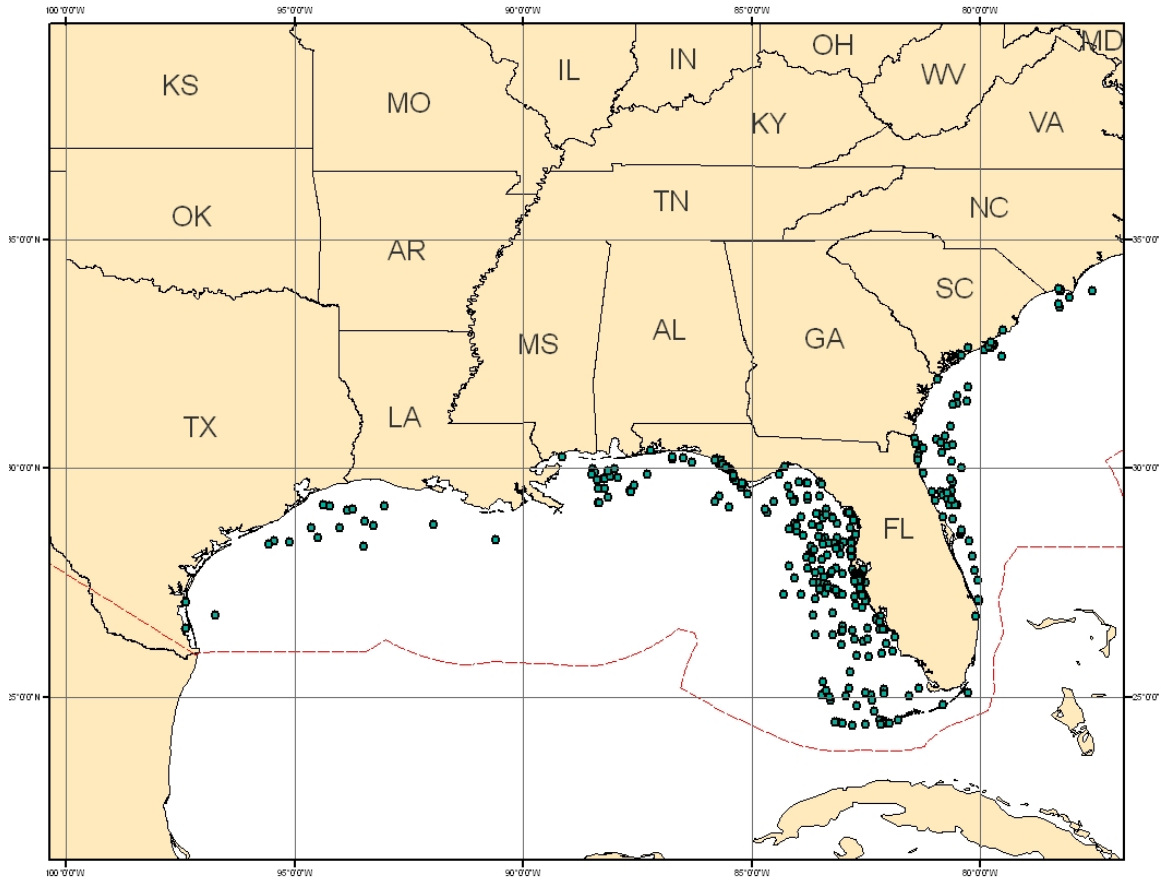 100°0'0"W 95°0'0"W 90°0'0"W 85°0'0"W 80°0'0"W
OH MD
IL IN
WV
KS
MO
KY VA
TN
OK NC
35°0'0"N 35°0'0"N
AR
SC
MS AL GA
LA
TX
30°0'0"N 30°0'0"N
FL
25°0'0"N 25°0'0"N
100°0'0"W 95°0'0"W 90°0'0"W 85°0'0"W 80°0'0"W